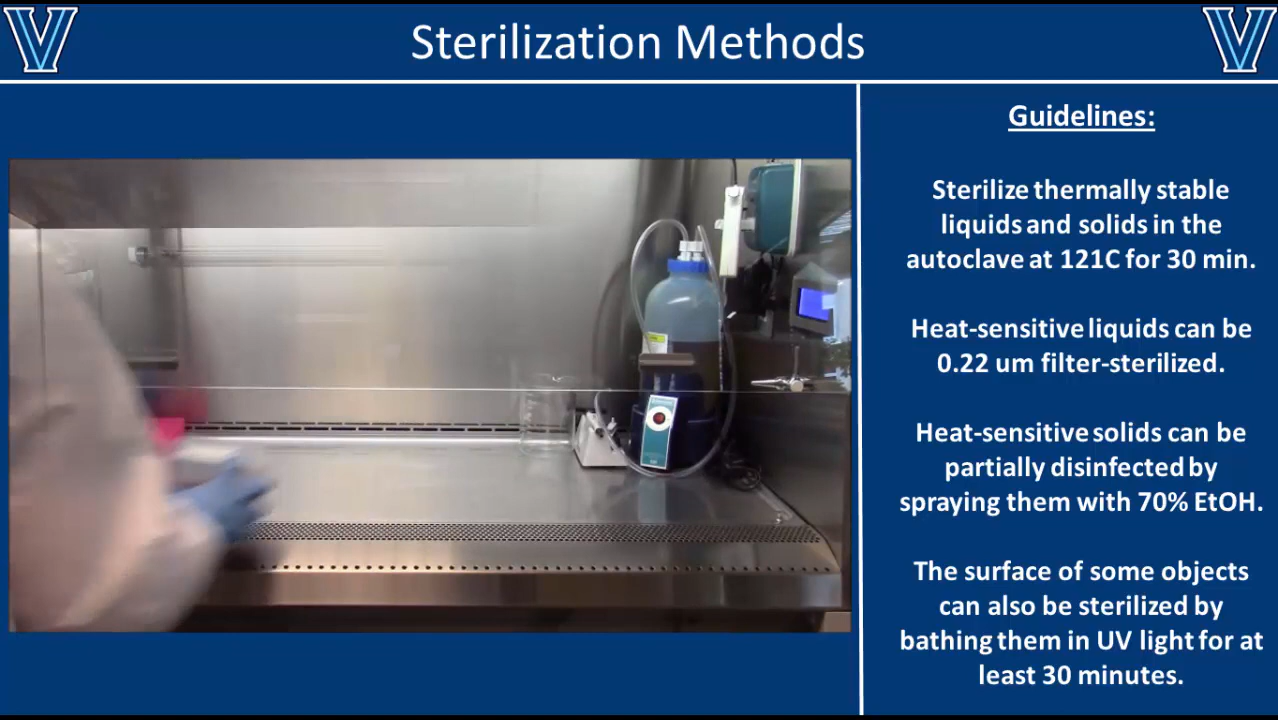 V
Sterilization Methods
V
Guidelines:
Sterilize thermally stable
liquids and solids in the
autoclave at 121C for 30 min.
Heat-sensitive liquids can be
0.22 um filter-sterilized.
Heat-sensitive solids can be
partially disinfected by
spraying them with 70% EtOH.
The surface of some objects
can also be sterilized by
bathing them in UV light for at
least 30 minutes.